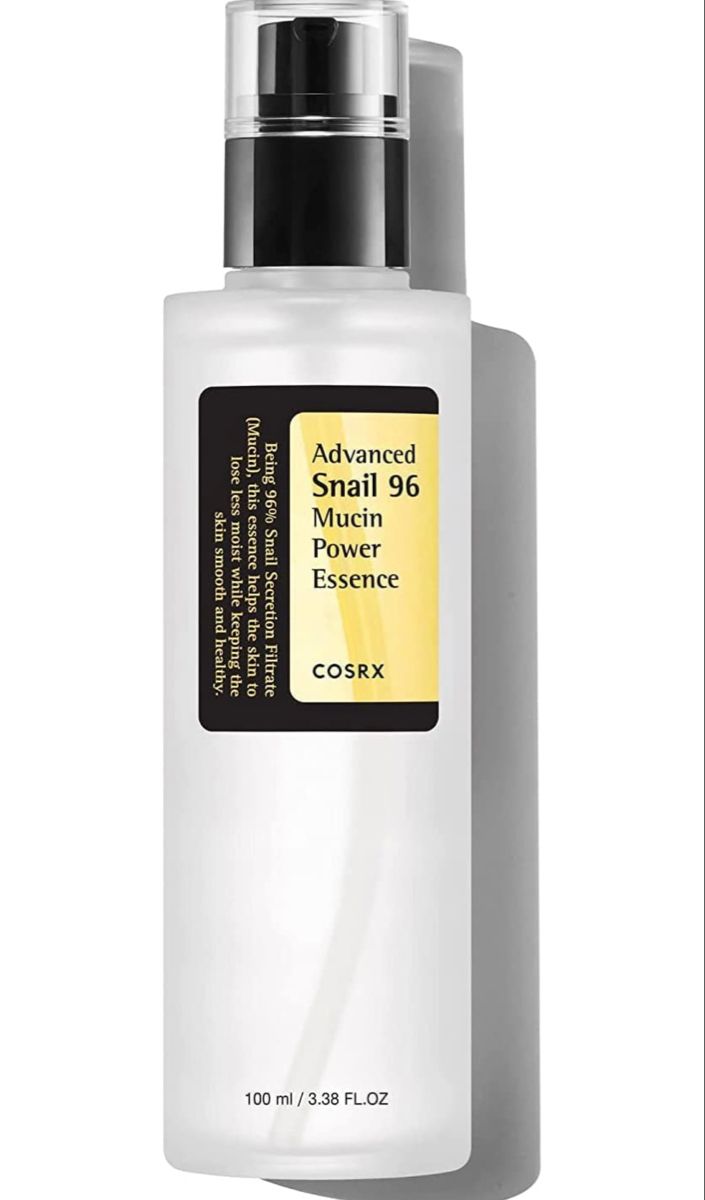 Advanced
Snail 96
Mucin
Power
Essence
COSRX
Being 96% Snail Secretion Filtrate
(Mucin), this essence helps the skin to
lose less moist while keeping the
skin smooth and healthy.
100 ml / 3.38 FL.OZ